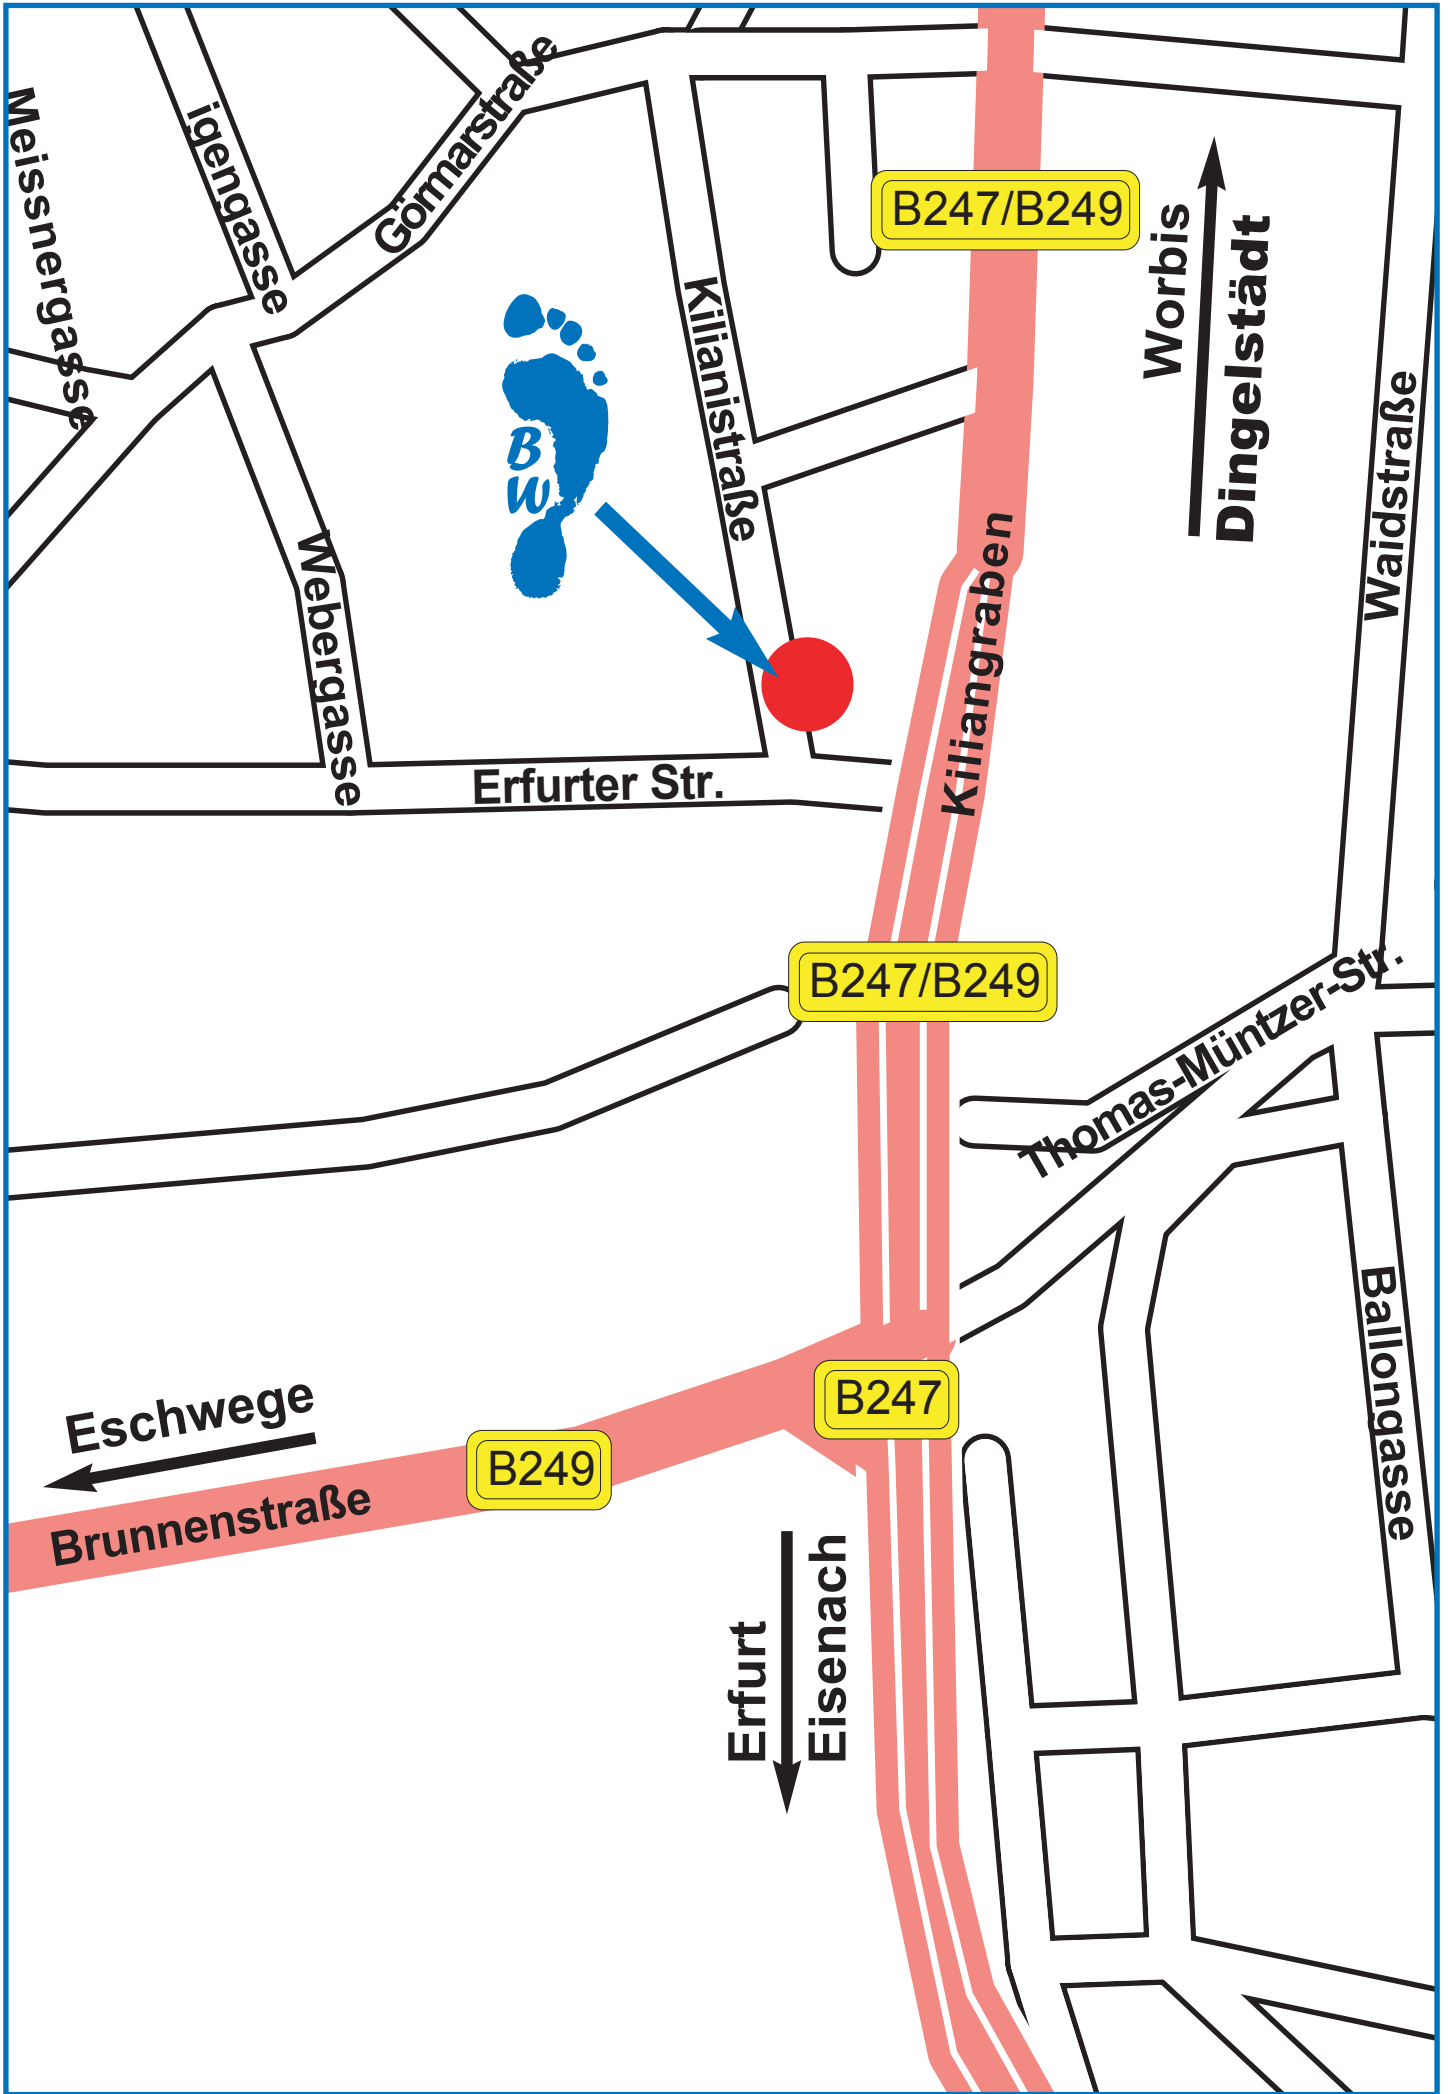 Meissnergasse
igengasse
Görmarstraße
B247/B249
Worbis
Dingelstädt
Kilianistraße
Waidstraße
B
W
Webergasse
Kiliangraben
Erfurter Str.
B247/B249
Thomas-Müntzer-Str.
Ballongasse
B247
Eschwege
B249
Brunnenstraße
Erfurt
Eisenach